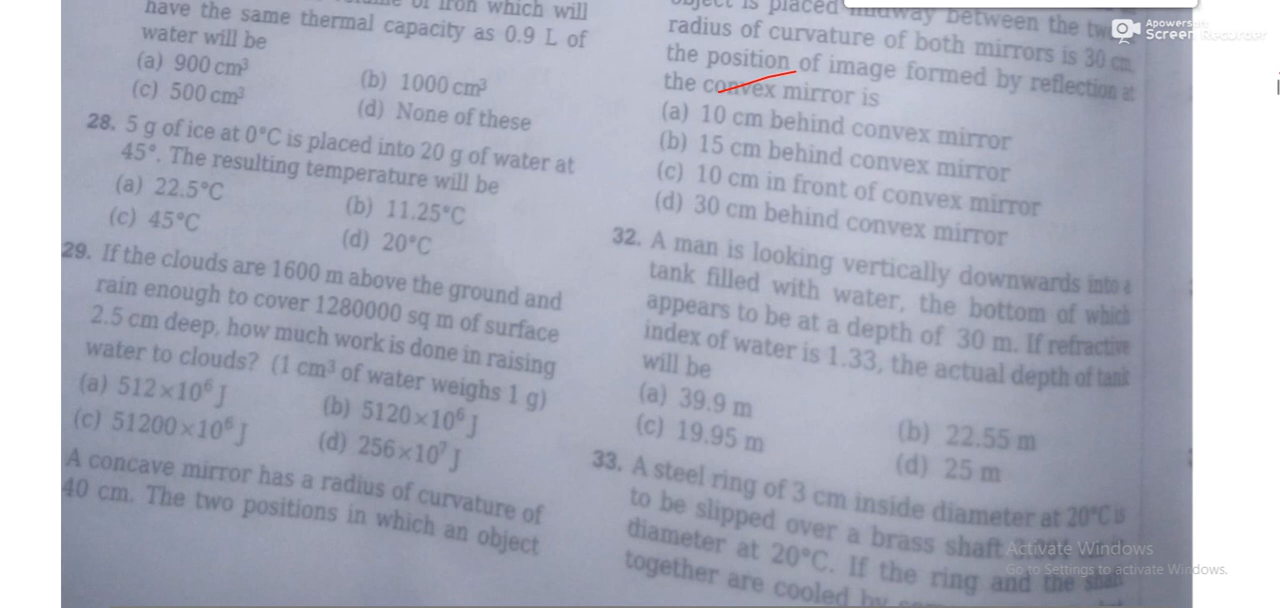 of iron which will
have the same thermal capacity as 0.9 L of
water will be
(a) 900 cm³
(b) 1000 cm³
(c) 500 cm³
(d) None of these
28. 5 g of ice at 0°C is placed into 20 g of water at
45°. The resulting temperature will be
(a) 22.5°C
(b) 11.25°C
(c) 45°C
(d) 20°C
29. If the clouds are 1600 m above the ground and
rain enough to cover 1280000 sq m of surface
2.5 cm deep, how much work is done in raising
water to clouds? (1 cm³ of water weighs 1 g)
(a) 512×10⁶ J
(b) 5120×10⁶ J
(c) 51200×10⁶ J
(d) 256×10⁷ J
A concave mirror has a radius of curvature of
40 cm. The two positions in which an object
is placed midway between the
radius of curvature of both mirrors is 30 cm,
the position of image formed by reflection at
the convex mirror is
(a) 10 cm behind convex mirror
(b) 15 cm behind convex mirror
(c) 10 cm in front of convex mirror
(d) 30 cm behind convex mirror
32. A man is looking vertically downwards into a
tank filled with water, the bottom of which
appears to be at a depth of 30 m. If refractive
index of water is 1.33, the actual depth of tank
will be
(a) 39.9 m
(b) 22.55 m
(c) 19.95 m
(d) 25 m
33. A steel ring of 3 cm inside diameter at 20°C is
to be slipped over a brass shaft
diameter at 20°C. If the ring and the shaft
together are cooled by
Apowersoft
Screen Recorder
Activate Windows
Go to Settings to activate Windows.